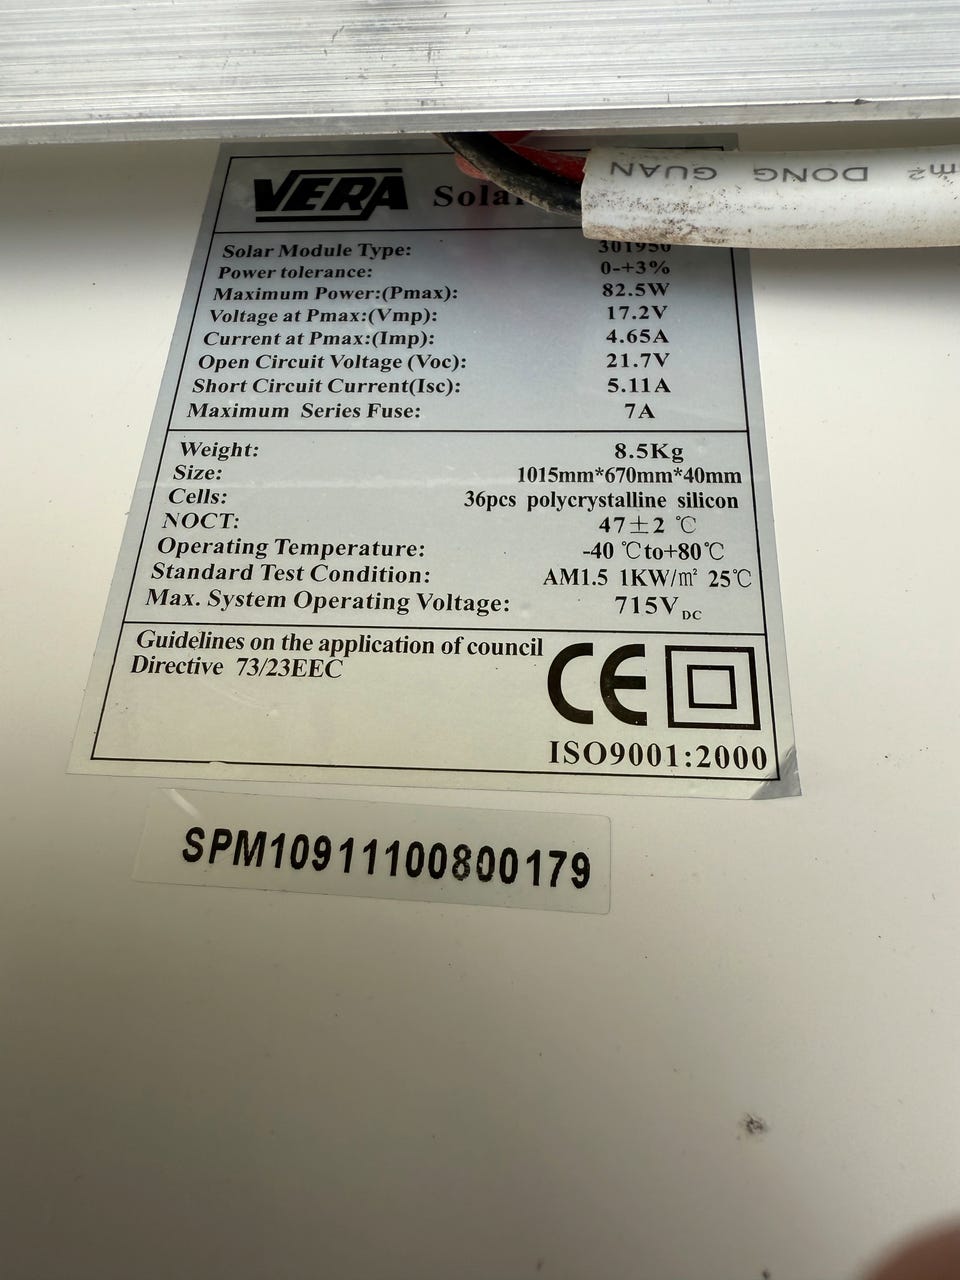 VERA Solar
DONG GUAN
Solar Module Type: 301950
Power tolerance: 0-+3%
Maximum Power:(Pmax): 82.5W
Voltage at Pmax:(Vmp): 17.2V
Current at Pmax:(Imp): 4.65A
Open Circuit Voltage (Voc): 21.7V
Short Circuit Current(Isc): 5.11A
Maximum Series Fuse: 7A
Weight: 8.5Kg
Size: 1015mm*670mm*40mm
Cells: 36pcs polycrystalline silicon
NOCT: 47±2 ℃
Operating Temperature: -40 ℃to+80℃
Standard Test Condition: AM1.5 1KW/m² 25℃
Max. System Operating Voltage: 715VDC
Guidelines on the application of council
Directive 73/23EEC
CE
ISO9001:2000
SPM10911100800179